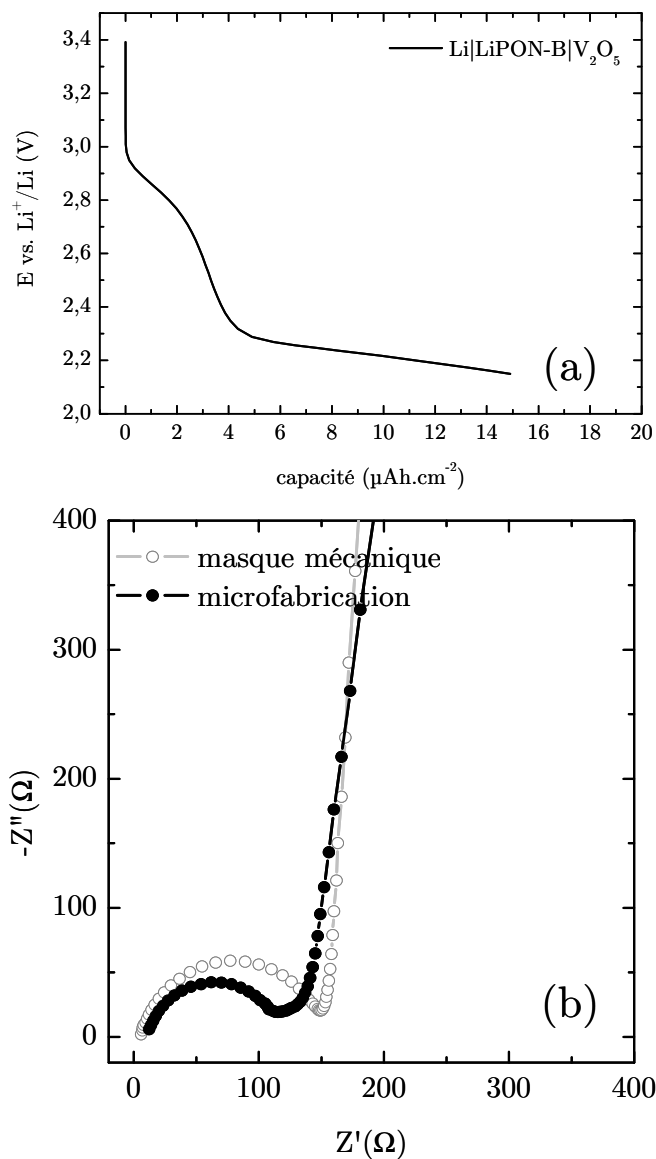 3,4
3,2
3,0
2,8
2,6
2,4
2,2
2,0
E vs. Li⁺/Li (V)
Li|LiPON-B|V₂O₅
(a)
0 2 4 6 8 10 12 14 16 18 20
capacité (µAh.cm⁻²)
400
300
200
100
0
-Z"(Ω)
masque mécanique
microfabrication
(b)
0 100 200 300 400
Z'(Ω)